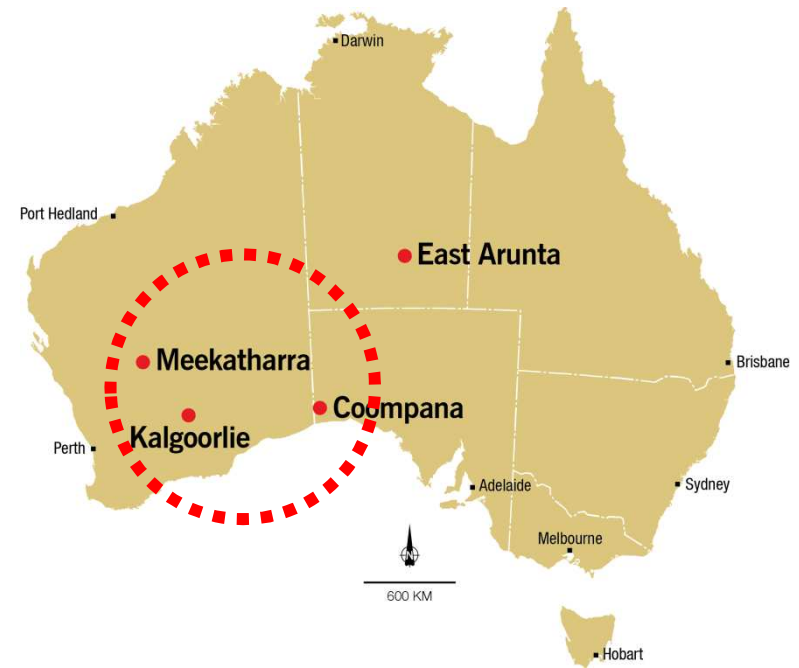 Darwin
Port Hedland
East Arunta
Meekatharra
Brisbane
Coompana
Kalgoorlie
Perth
Adelaide
Sydney
Melbourne
N
600 KM
Hobart